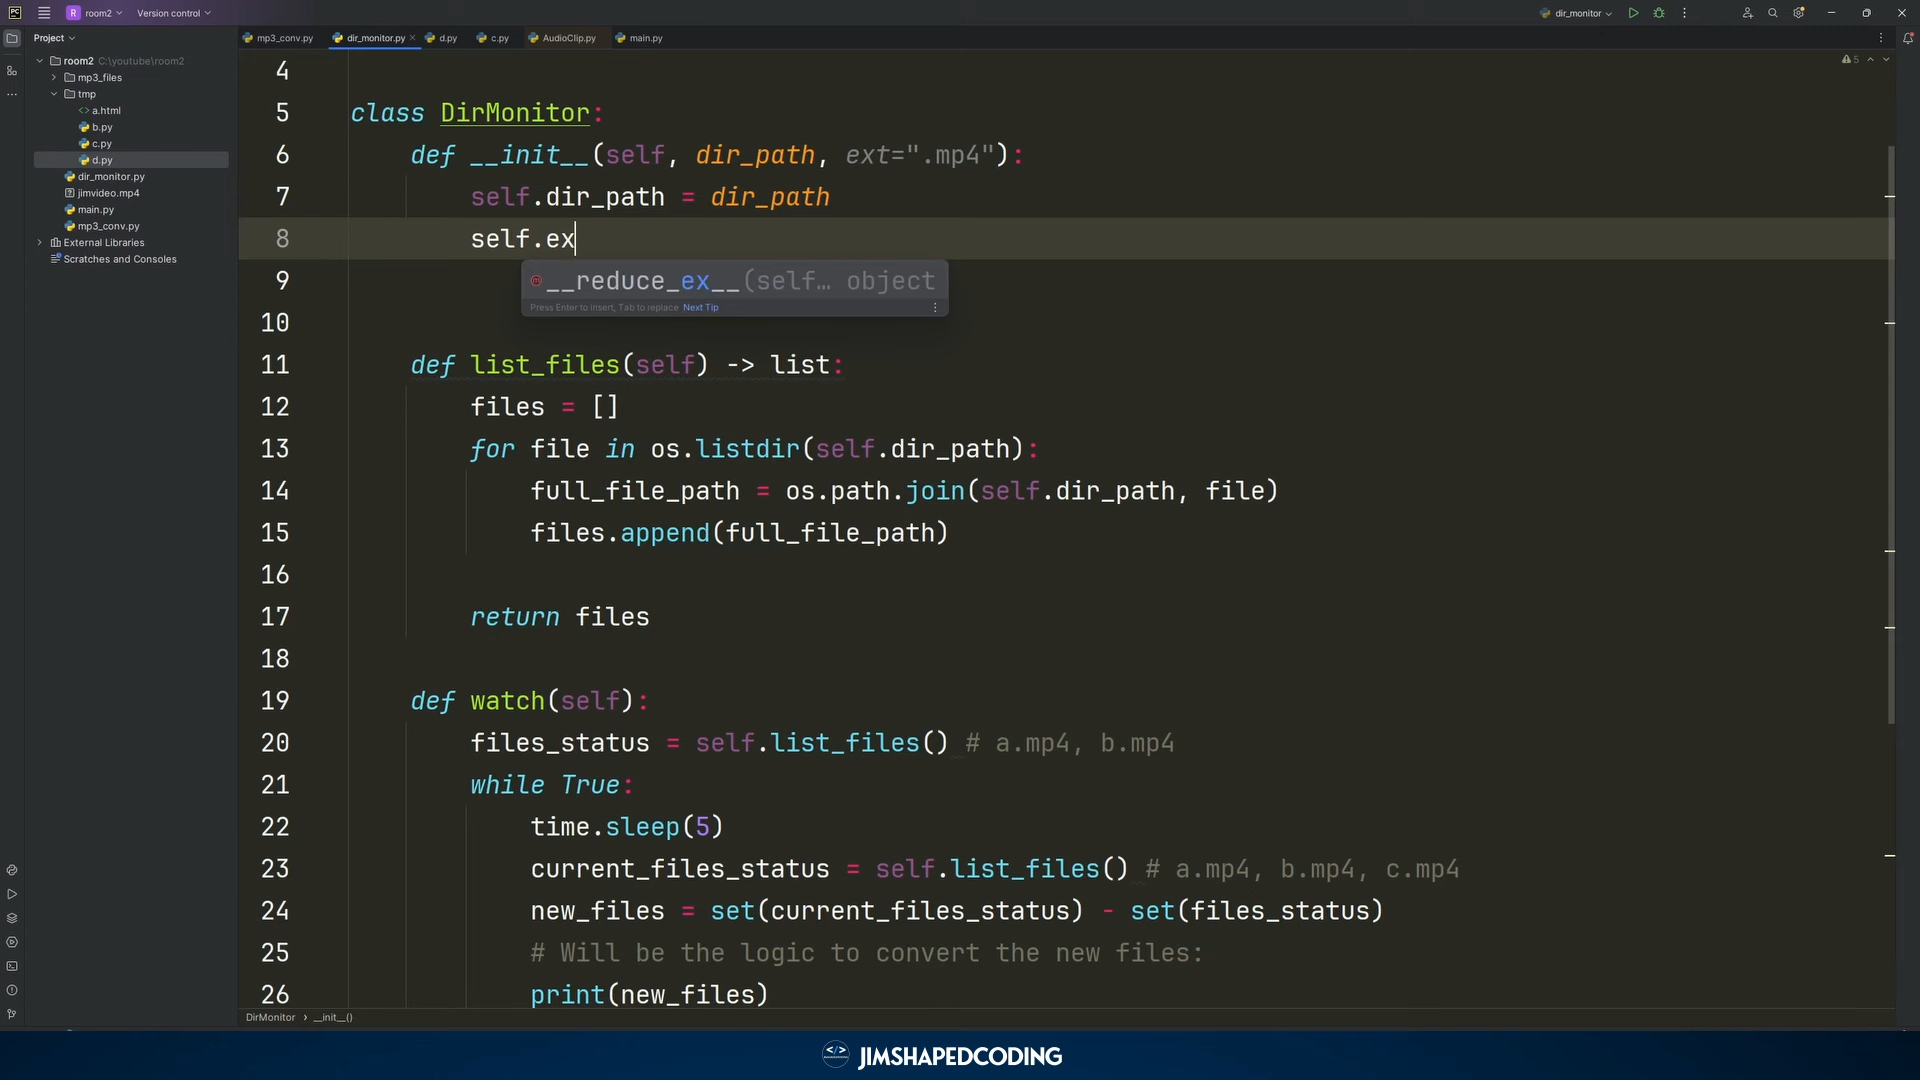 PC
R room2
Version control
dir_monitor
Project
mp3_conv.py
dir_monitor.py
d.py
c.py
AudioClip.py
main.py
room2 C:\youtube\room2
mp3_files
tmp
a.html
b.py
c.py
d.py
dir_monitor.py
jimvideo.mp4
main.py
mp3_conv.py
External Libraries
Scratches and Consoles
5
4
5 class DirMonitor:
6 def __init__(self, dir_path, ext=".mp4"):
7 self.dir_path = dir_path
8 self.ex
9
__reduce_ex__(self… object
Press Enter to insert, Tab to replace Next Tip
10
11 def list_files(self) -> list:
12 files = []
13 for file in os.listdir(self.dir_path):
14 full_file_path = os.path.join(self.dir_path, file)
15 files.append(full_file_path)
16
17 return files
18
19 def watch(self):
20 files_status = self.list_files() # a.mp4, b.mp4
21 while True:
22 time.sleep(5)
23 current_files_status = self.list_files() # a.mp4, b.mp4, c.mp4
24 new_files = set(current_files_status) - set(files_status)
25 # Will be the logic to convert the new files:
26 print(new_files)
DirMonitor › __init__()
</> JIMSHAPEDCODING